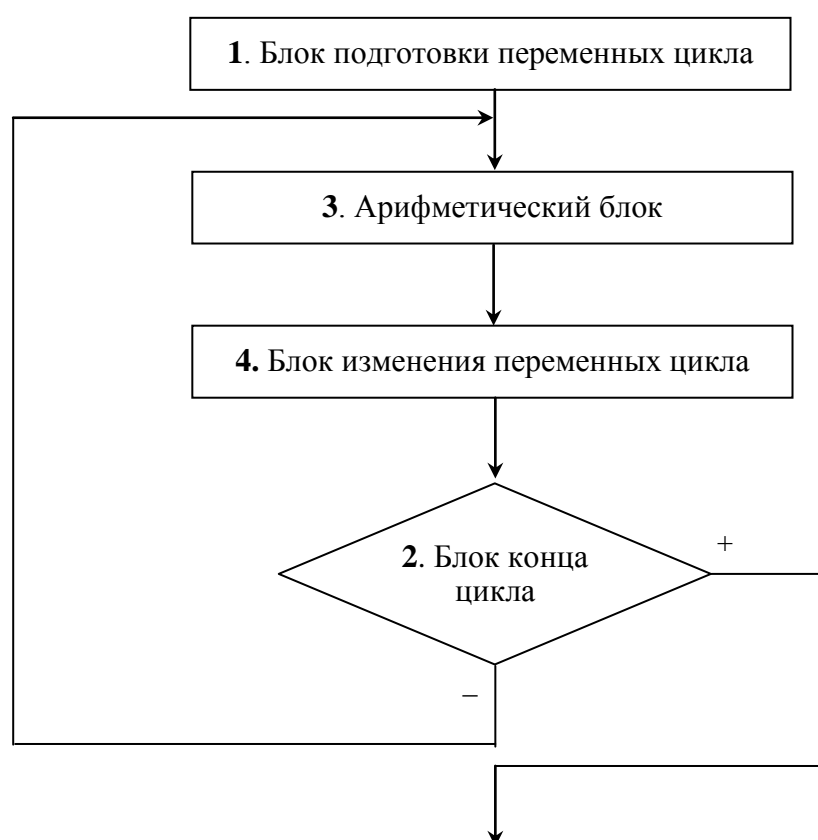 1. Блок подготовки переменных цикла
3. Арифметический блок
4. Блок изменения переменных цикла
2. Блок конца
цикла
+
–